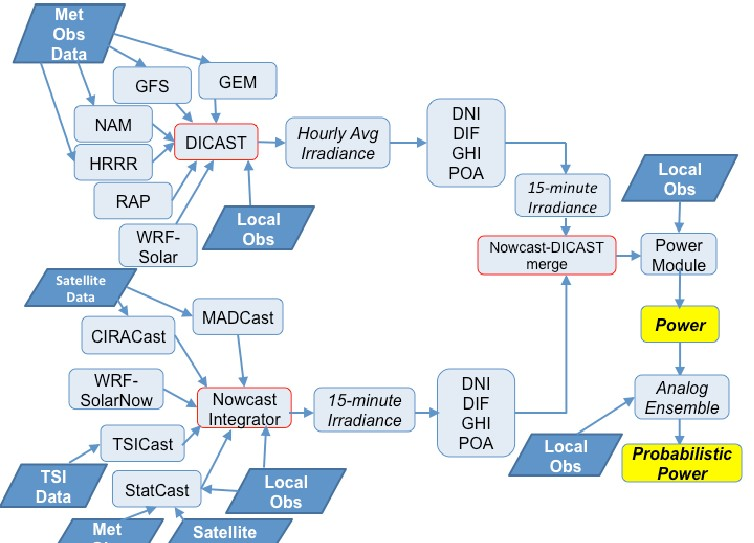 Met
Obs
Data
GFS
GEM
NAM
DICAST
HRRR
RAP
WRF-
Solar
Local
Obs
Hourly Avg
Irradiance
DNI
DIF
GHI
POA
15-minute
Irradiance
Nowcast-DICAST
merge
Local
Obs
Power
Module
Power
Analog
Ensemble
Local
Obs
Probabilistic
Power
Satellite
Data
MADCast
CIRACast
WRF-
SolarNow
Nowcast
Integrator
15-minute
Irradiance
DNI
DIF
GHI
POA
TSICast
TSI
Data
StatCast
Local
Obs
Met
Satellite